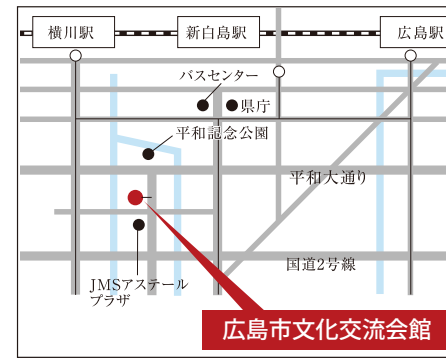 横川駅
新白島駅
広島駅
バスセンター
県庁
平和記念公園
平和大通り
国道2号線
JMSアステール
プラザ
広島市文化交流会館